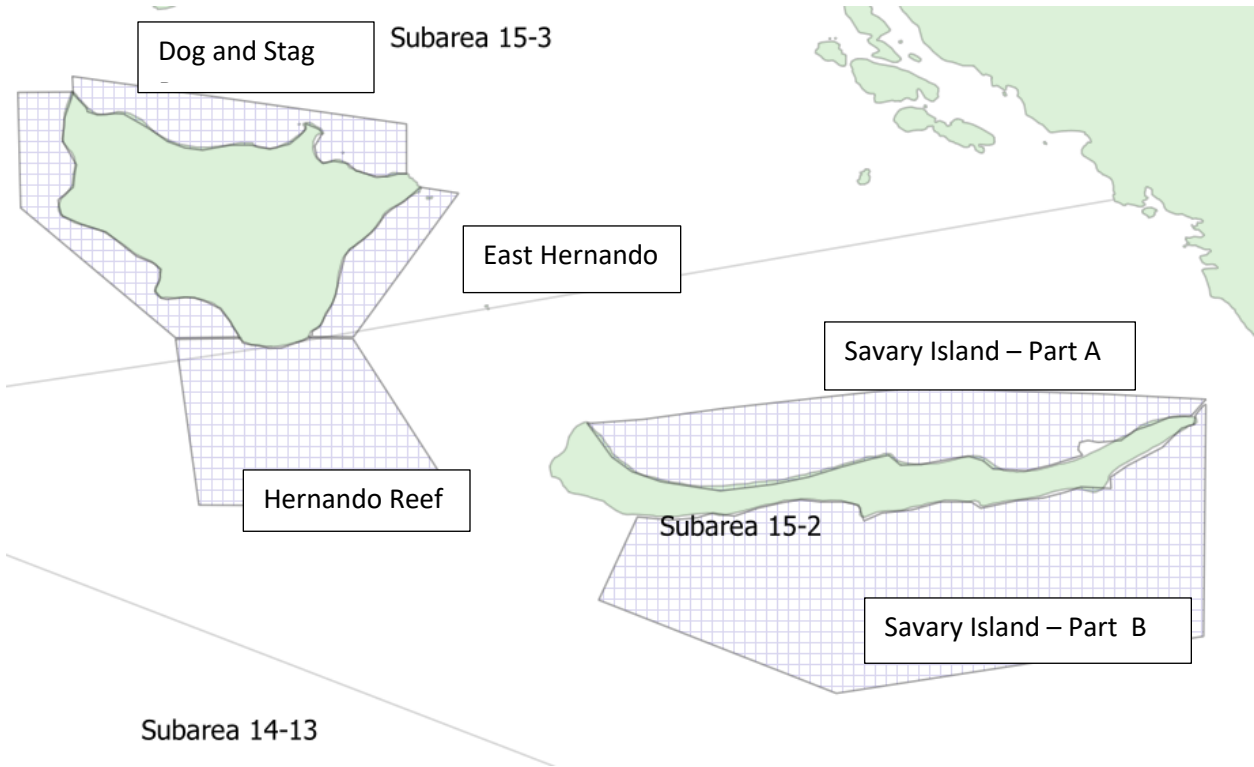 Dog and Stag
Subarea 15-3
East Hernando
Savary Island – Part A
Hernando Reef
Subarea 15-2
Savary Island – Part  B
Subarea 14-13